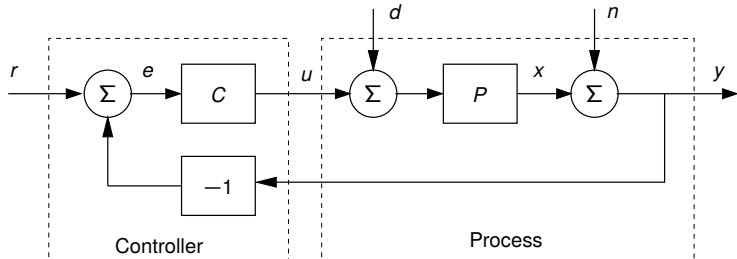 d
n
r
e
u
x
y
Σ
C
Σ
P
Σ
−1
Controller
Process